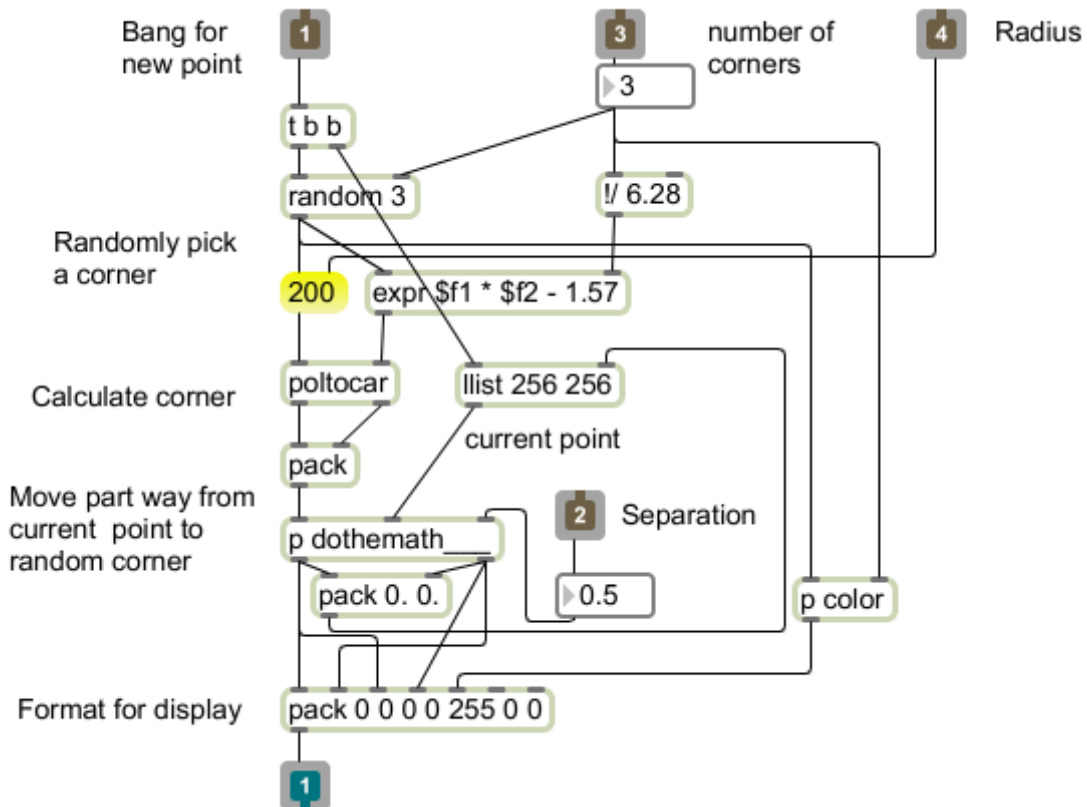 Bang for
new point
1
3
number of
corners
4
Radius
3
t b b
random 3
!/ 6.28
Randomly pick
a corner
200
expr $f1 * $f2 - 1.57
poltocar
llist 256 256
Calculate corner
current point
pack
Move part way from
current point to
random corner
2
Separation
p dothemath___
pack 0. 0.
0.5
p color
Format for display
pack 0 0 0 0 255 0 0
1